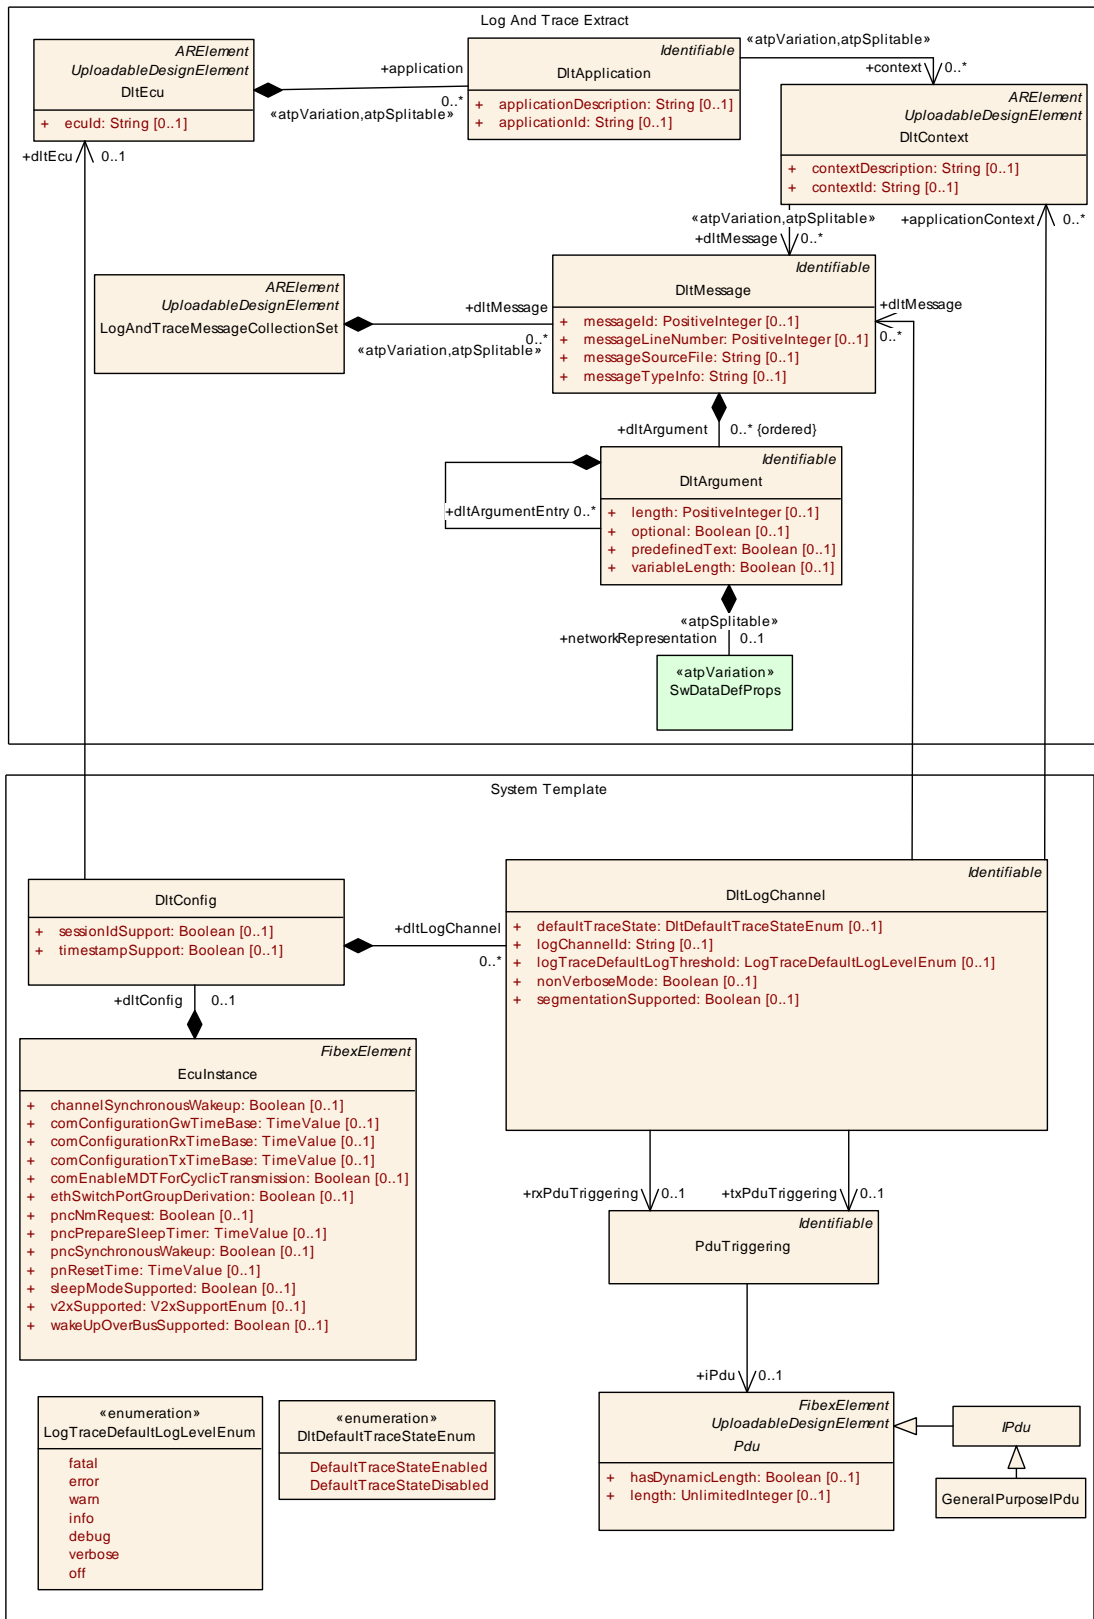 Log And Trace Extract
ARElement
UploadableDesignElement
DltEcu
+ ecuId: String [0..1]
+application
0..*
«atpVariation,atpSplitable»
Identifiable
DltApplication
+ applicationDescription: String [0..1]
+ applicationId: String [0..1]
«atpVariation,atpSplitable»
+context 0..*
ARElement
UploadableDesignElement
DltContext
+ contextDescription: String [0..1]
+ contextId: String [0..1]
+dltEcu 0..1
«atpVariation,atpSplitable»
+dltMessage 0..*
+applicationContext 0..*
ARElement
UploadableDesignElement
LogAndTraceMessageCollectionSet
+dltMessage
0..*
«atpVariation,atpSplitable»
Identifiable
DltMessage
+ messageId: PositiveInteger [0..1]
+ messageLineNumber: PositiveInteger [0..1]
+ messageSourceFile: String [0..1]
+ messageTypeInfo: String [0..1]
+dltMessage
0..*
+dltArgument 0..* {ordered}
Identifiable
DltArgument
+ length: PositiveInteger [0..1]
+ optional: Boolean [0..1]
+ predefinedText: Boolean [0..1]
+ variableLength: Boolean [0..1]
+dltArgumentEntry 0..*
«atpSplitable»
+networkRepresentation 0..1
«atpVariation»
SwDataDefProps
System Template
DltConfig
+ sessionIdSupport: Boolean [0..1]
+ timestampSupport: Boolean [0..1]
+dltLogChannel
0..*
Identifiable
DltLogChannel
+ defaultTraceState: DltDefaultTraceStateEnum [0..1]
+ logChannelId: String [0..1]
+ logTraceDefaultLogThreshold: LogTraceDefaultLogLevelEnum [0..1]
+ nonVerboseMode: Boolean [0..1]
+ segmentationSupported: Boolean [0..1]
+dltConfig 0..1
FibexElement
EcuInstance
+ channelSynchronousWakeup: Boolean [0..1]
+ comConfigurationGwTimeBase: TimeValue [0..1]
+ comConfigurationRxTimeBase: TimeValue [0..1]
+ comConfigurationTxTimeBase: TimeValue [0..1]
+ comEnableMDTForCyclicTransmission: Boolean [0..1]
+ ethSwitchPortGroupDerivation: Boolean [0..1]
+ pncNmRequest: Boolean [0..1]
+ pncPrepareSleepTimer: TimeValue [0..1]
+ pncSynchronousWakeup: Boolean [0..1]
+ pnResetTime: TimeValue [0..1]
+ sleepModeSupported: Boolean [0..1]
+ v2xSupported: V2xSupportEnum [0..1]
+ wakeUpOverBusSupported: Boolean [0..1]
+rxPduTriggering 0..1
+txPduTriggering 0..1
Identifiable
PduTriggering
+iPdu 0..1
FibexElement
UploadableDesignElement
Pdu
+ hasDynamicLength: Boolean [0..1]
+ length: UnlimitedInteger [0..1]
IPdu
GeneralPurposeIPdu
«enumeration»
LogTraceDefaultLogLevelEnum
fatal
error
warn
info
debug
verbose
off
«enumeration»
DltDefaultTraceStateEnum
DefaultTraceStateEnabled
DefaultTraceStateDisabled